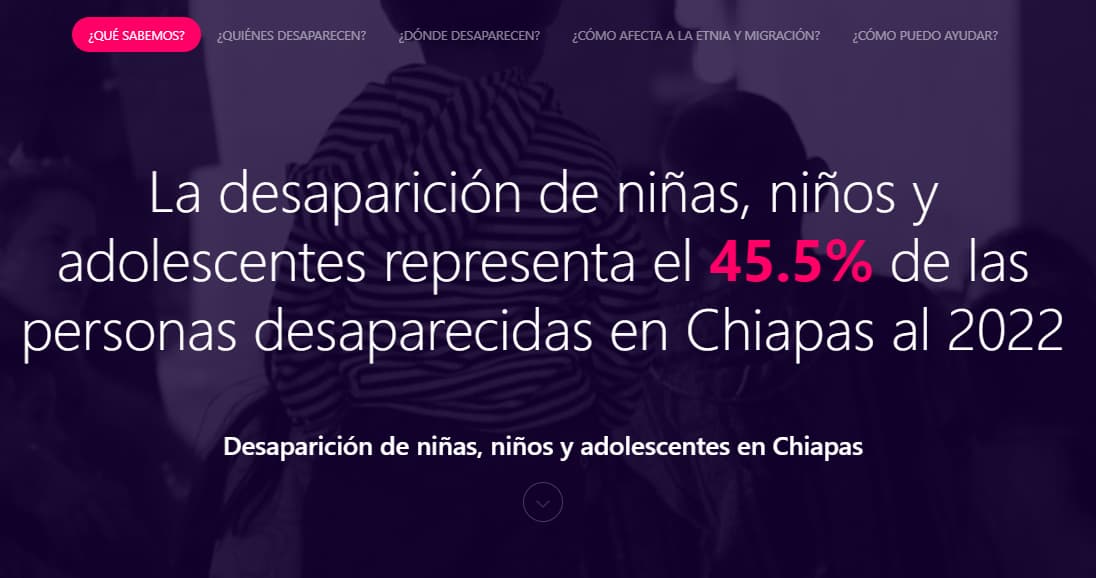 ¿QUÉ SABEMOS? ¿QUIÉNES DESAPARECEN? ¿DÓNDE DESAPARECEN? ¿CÓMO AFECTA A LA ETNIA Y MIGRACIÓN? ¿CÓMO PUEDO AYUDAR?
La desaparición de niñas, niños y
adolescentes representa el 45.5% de las
personas desaparecidas en Chiapas al 2022
Desaparición de niñas, niños y adolescentes en Chiapas